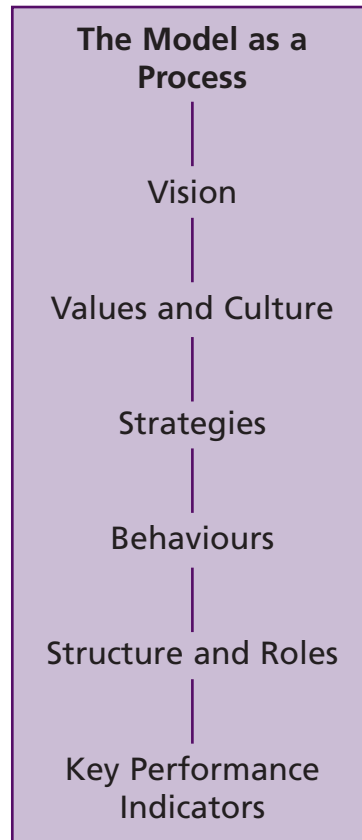 The Model as a
Process
Vision
Values and Culture
Strategies
Behaviours
Structure and Roles
Key Performance
Indicators